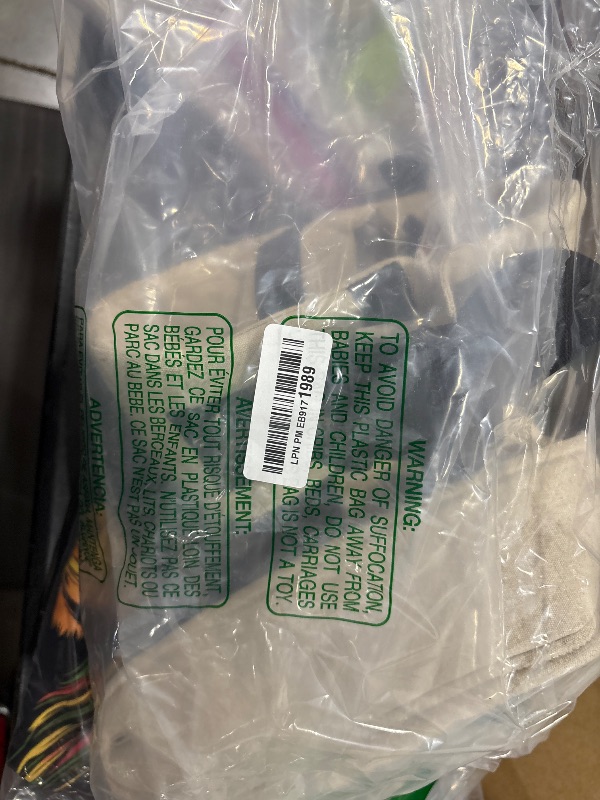 WARNING:
TO AVOID DANGER OF SUFFOCATION,
KEEP THIS PLASTIC BAG AWAY FROM
BABIES AND CHILDREN. DO NOT USE
BEDS, CARRIAGES
BAG IS NOT A TOY.
LPN PM EB9171989
AVERTISSEMENT:
POUR ÉVITER TOUT RISQUE D'ÉTOUFFEMENT,
GARDEZ CE SAC EN PLASTIQUE LOIN DES
BÉBÉS ET LES ENFANTS. N'UTILISEZ PAS CE
SAC DANS LES BERCEAUX, LITS, CHARIOTS OU
PARC AU BÉBÉ. CE SAC N'EST PAS UN JOUET.
ADVERTENCIA